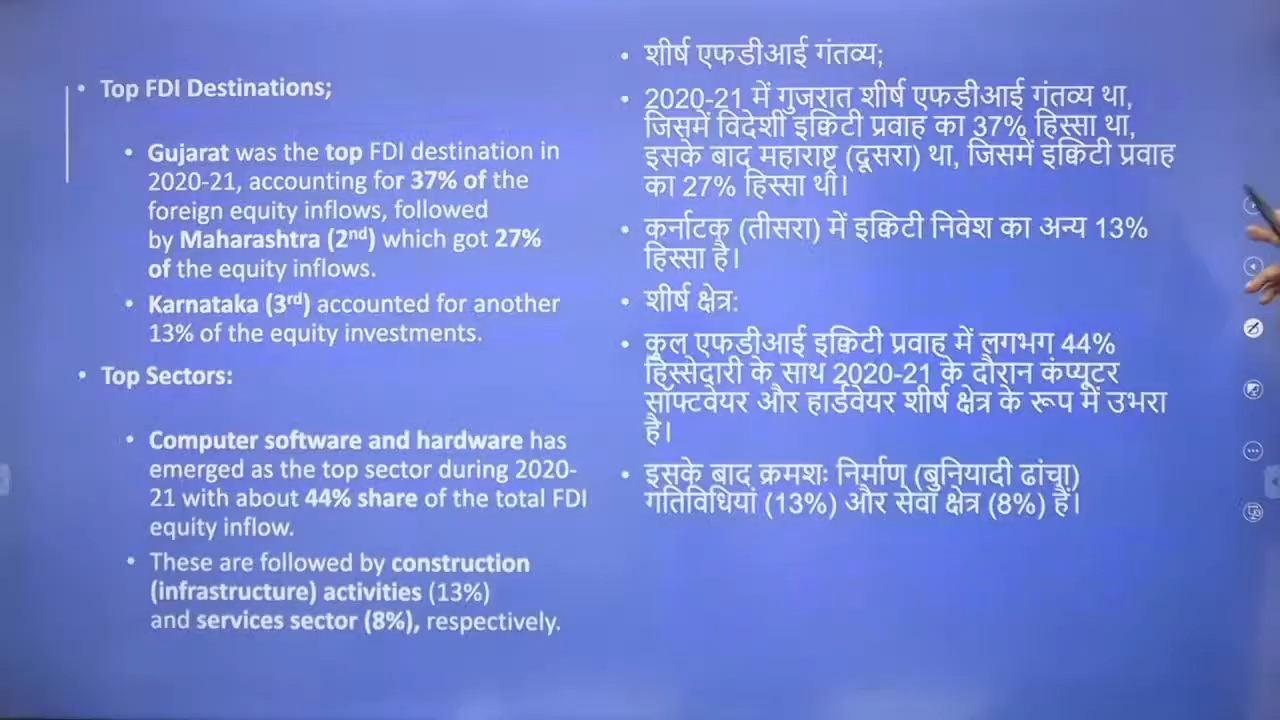 Top FDI Destinations;
Gujarat was the top FDI destination in
2020-21, accounting for 37% of the
foreign equity inflows, followed
by Maharashtra (2nd) which got 27%
of the equity inflows.
Karnataka (3rd) accounted for another
13% of the equity investments.
Top Sectors:
Computer software and hardware has
emerged as the top sector during 2020-
21 with about 44% share of the total FDI
equity inflow.
These are followed by construction
(infrastructure) activities (13%)
and services sector (8%), respectively.
शीर्ष एफडीआई गंतव्य;
2020-21 में गुजरात शीर्ष एफडीआई गंतव्य था,
जिसमें विदेशी इक्विटी प्रवाह का 37% हिस्सा था,
इसके बाद महाराष्ट्र (दूसरा) था, जिसमें इक्विटी प्रवाह
का 27% हिस्सा था।
कर्नाटक (तीसरा) में इक्विटी निवेश का अन्य 13%
हिस्सा है।
शीर्ष क्षेत्र:
कुल एफडीआई इक्विटी प्रवाह में लगभग 44%
हिस्सेदारी के साथ 2020-21 के दौरान कंप्यूटर
सॉफ्टवेयर और हार्डवेयर शीर्ष क्षेत्र के रूप में उभरा
है।
इसके बाद क्रमशः निर्माण (बुनियादी ढांचा)
गतिविधियां (13%) और सेवा क्षेत्र (8%) हैं।